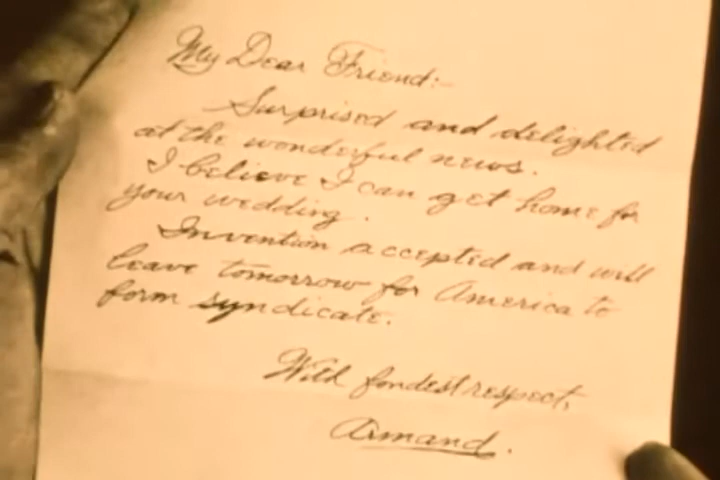 My Dear Friend:-
Surprised and delighted
at the wonderful news.
I believe I can get home for
your wedding.
Invention accepted and will
leave tomorrow for America to
form syndicate.
With fondest respect,
Armand.